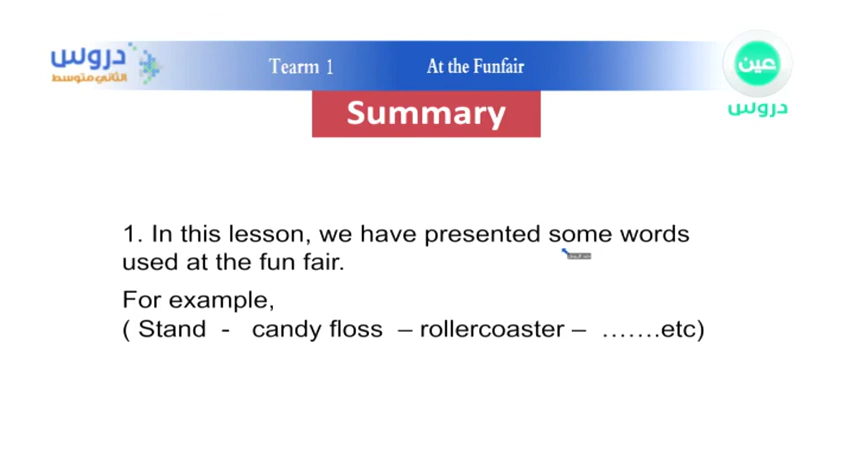 دروس
الثاني متوسط
Tearm 1
At the Funfair
عين
دروس
Summary
1. In this lesson, we have presented some words
used at the fun fair.
For example,
( Stand - candy floss – rollercoaster – …….etc)